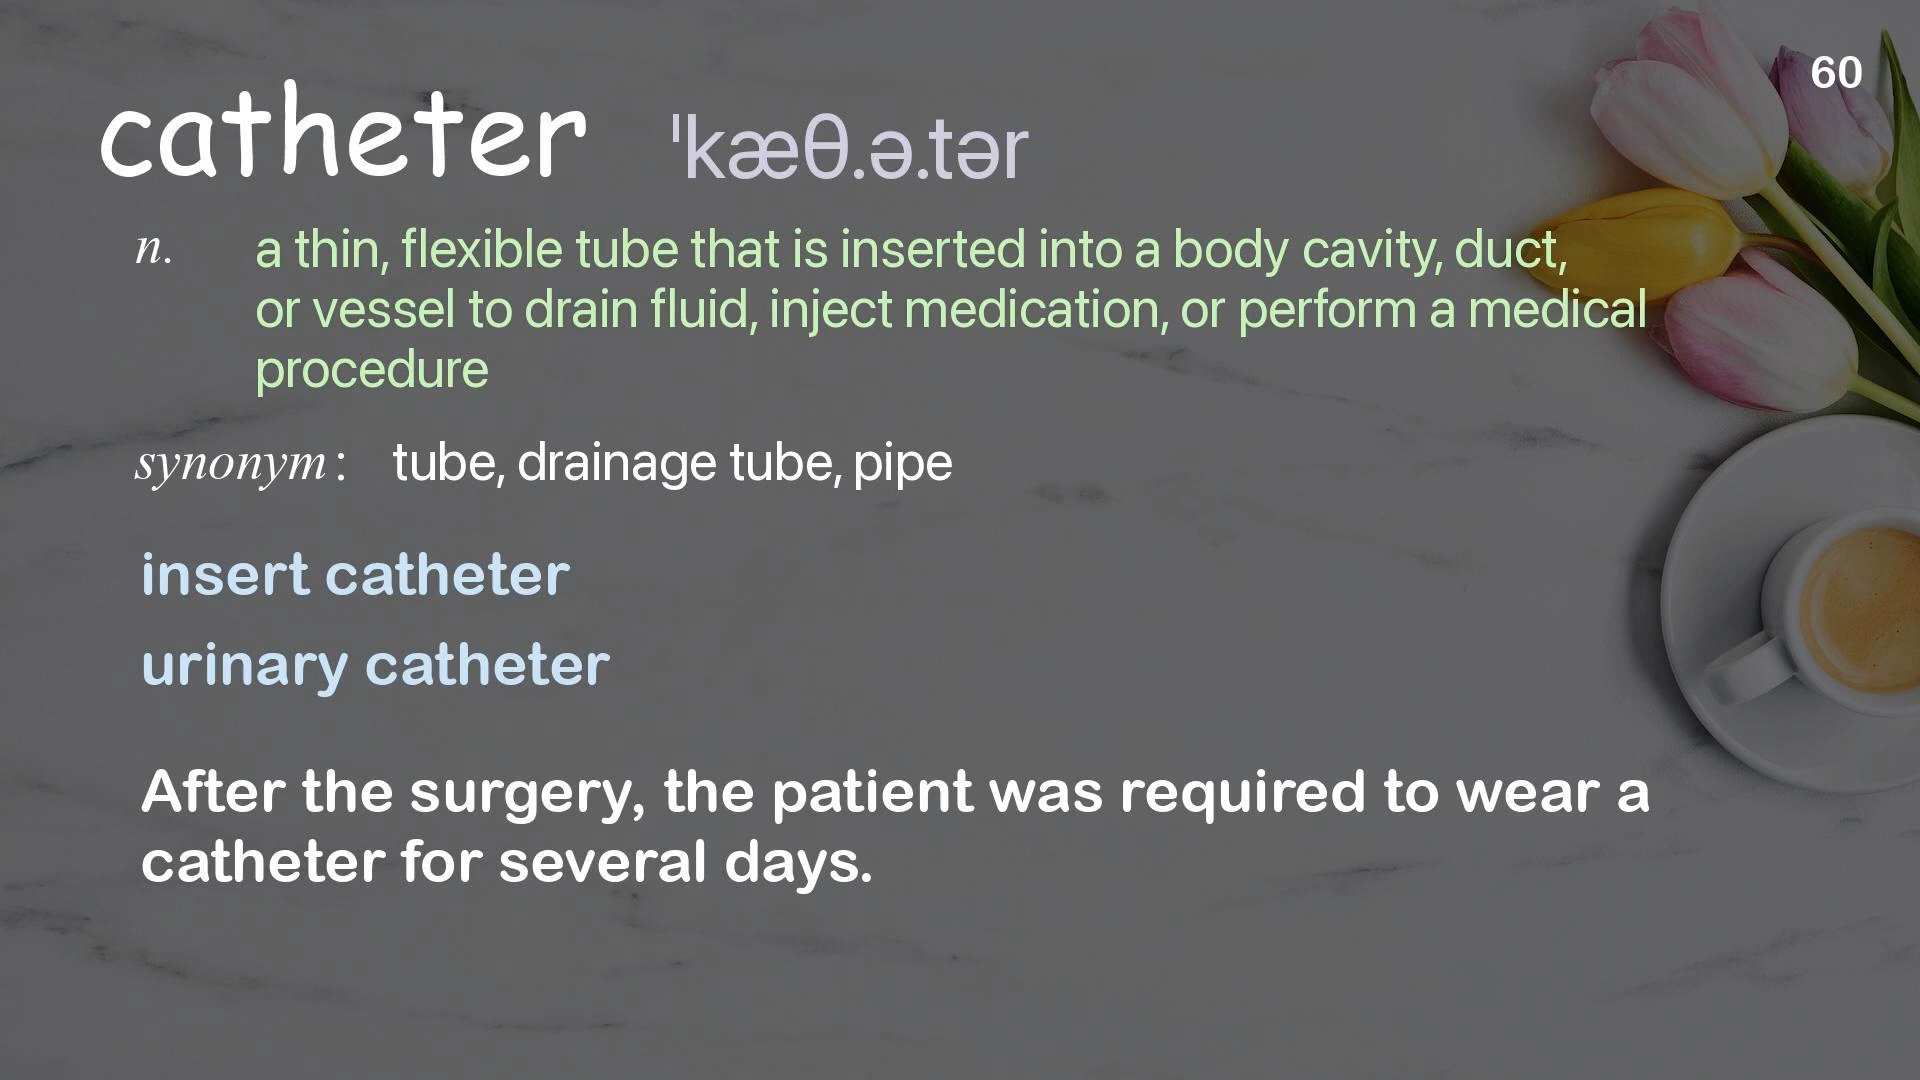 60
catheter ˈkæθ.ə.tər
n. a thin, flexible tube that is inserted into a body cavity, duct,
or vessel to drain fluid, inject medication, or perform a medical
procedure
synonym: tube, drainage tube, pipe
insert catheter
urinary catheter
After the surgery, the patient was required to wear a
catheter for several days.